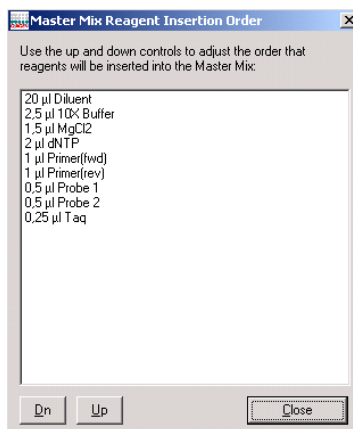 Master Mix Reagent Insertion Order
Use the up and down controls to adjust the order that
reagents will be inserted into the Master Mix:
20 µl Diluent
2,5 µl 10X Buffer
1,5 µl MgCl2
2 µl dNTP
1 µl Primer(fwd)
1 µl Primer(rev)
0,5 µl Probe 1
0,5 µl Probe 2
0,25 µl Taq
Dn Up Close